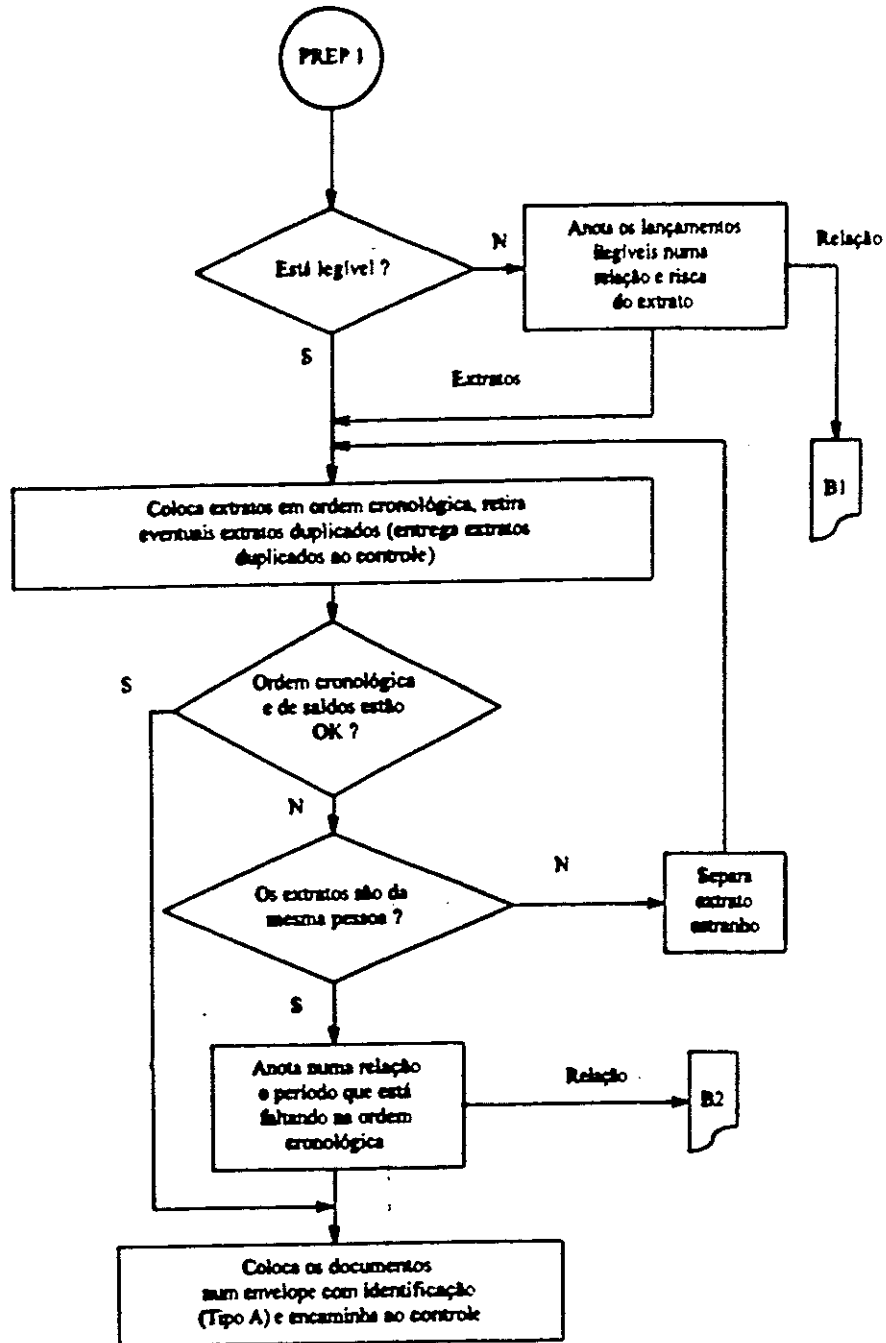 PREP 1
Está legível ?
N
Anota os lançamentos
ilegíveis numa
relação e risca
do extrato
Relação
S
Extratos
B1
Coloca extratos em ordem cronológica, retira
eventuais extratos duplicados (entrega extratos
duplicados ao controle)
S
Ordem cronológica
e de saldos estão
OK ?
N
Os extratos são da
mesma pessoa ?
N
Separa
extrato
estranho
S
Anota numa relação
o período que está
faltando na ordem
cronológica
Relação
B2
Coloca os documentos
num envelope com identificação
(Tipo A) e encaminha ao controle